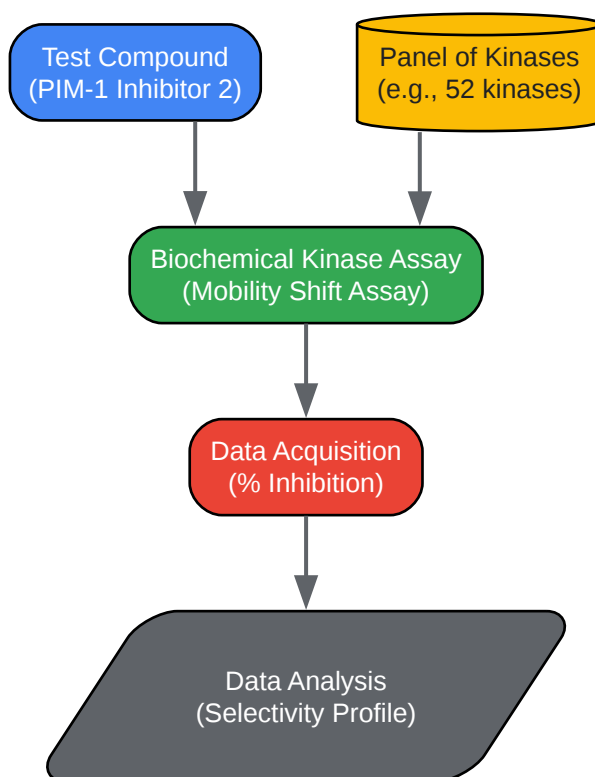 Test Compound
(PIM-1 Inhibitor 2)
Panel of Kinases
(e.g., 52 kinases)
Biochemical Kinase Assay
(Mobility Shift Assay)
Data Acquisition
(% Inhibition)
Data Analysis
(Selectivity Profile)